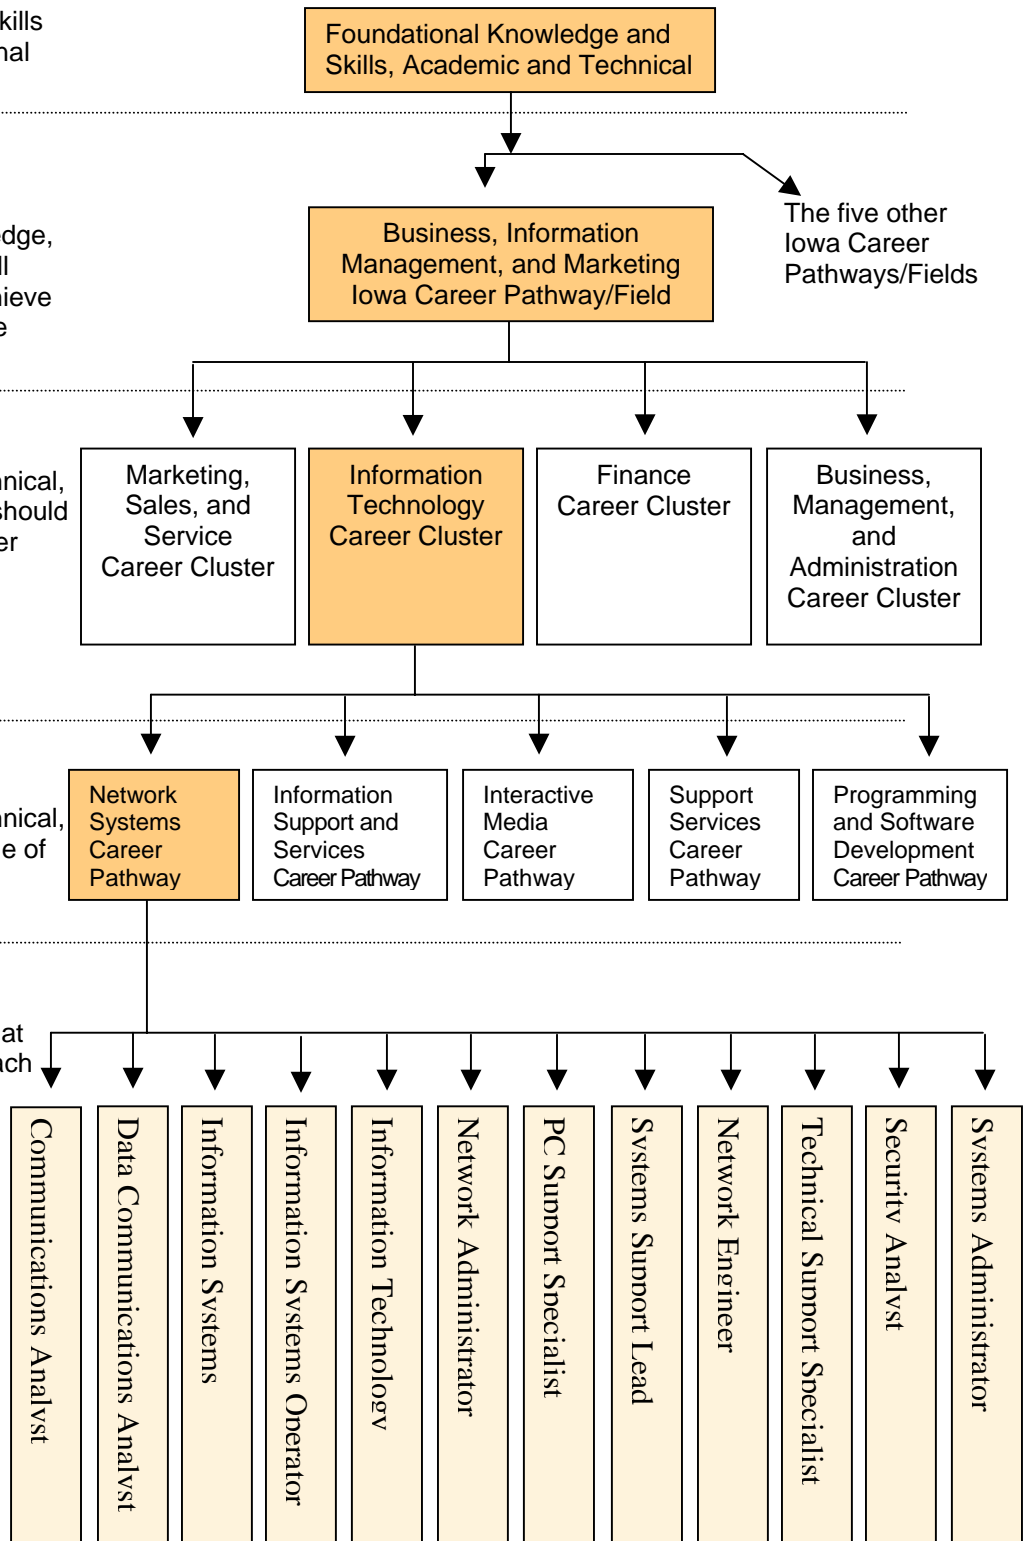 kills
nal
Foundational Knowledge and
Skills, Academic and Technical
edge,
ll
hieve
e
Business, Information
Management, and Marketing
Iowa Career Pathway/Field
The five other
Iowa Career
Pathways/Fields
nnical,
should
er
Marketing,
Sales, and
Service
Career Cluster
Information
Technology
Career Cluster
Finance
Career Cluster
Business,
Management,
and
Administration
Career Cluster
nnical,
e of
Network
Systems
Career
Pathway
Information
Support and
Services
Career Pathway
Interactive
Media
Career
Pathway
Support
Services
Career
Pathway
Programming
and Software
Development
Career Pathway
at
ach
Communications Analyst
Data Communications Analyst
Information Systems
Information Systems Operator
Information Technology
Network Administrator
PC Support Specialist
Systems Support Lead
Network Engineer
Technical Support Specialist
Security Analyst
Systems Administrator